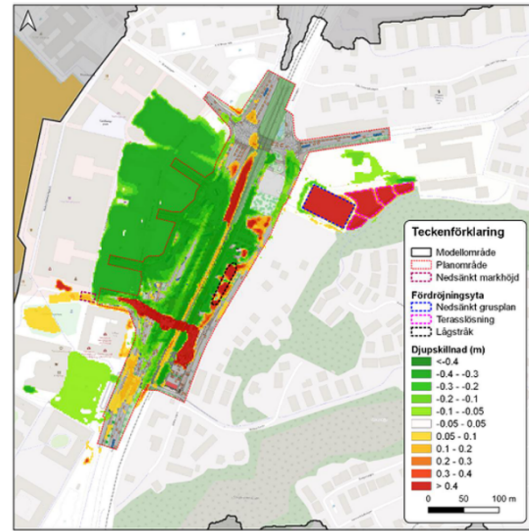 Teckenförklaring
Modellområde
Planområde
Nedsänkt markhöjd
Fördröjningsyta
Nedsänkt grusplan
Terasslösning
Lågstråk
Djupskillnad (m)
<-0.4
-0.4 - -0.3
-0.3 - -0.2
-0.2 - -0.1
-0.1 - -0.05
-0.05 - 0.05
0.05 - 0.1
0.1 - 0.2
0.2 - 0.3
0.3 - 0.4
> 0.4
0 50 100 m